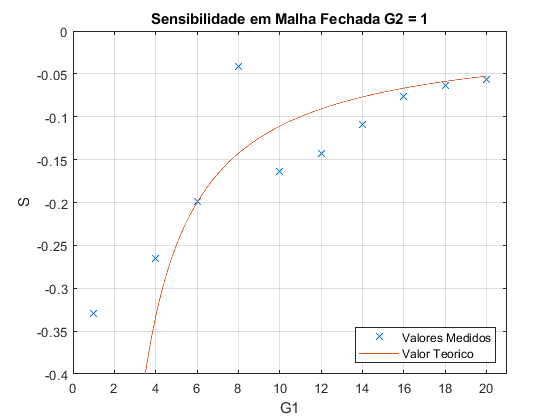 Sensibilidade em Malha Fechada G2 = 1
0
-0.05
-0.1
-0.15
-0.2
-0.25
-0.3
-0.35
-0.4
S
0 2 4 6 8 10 12 14 16 18 20
G1
Valores Medidos
Valor Teorico